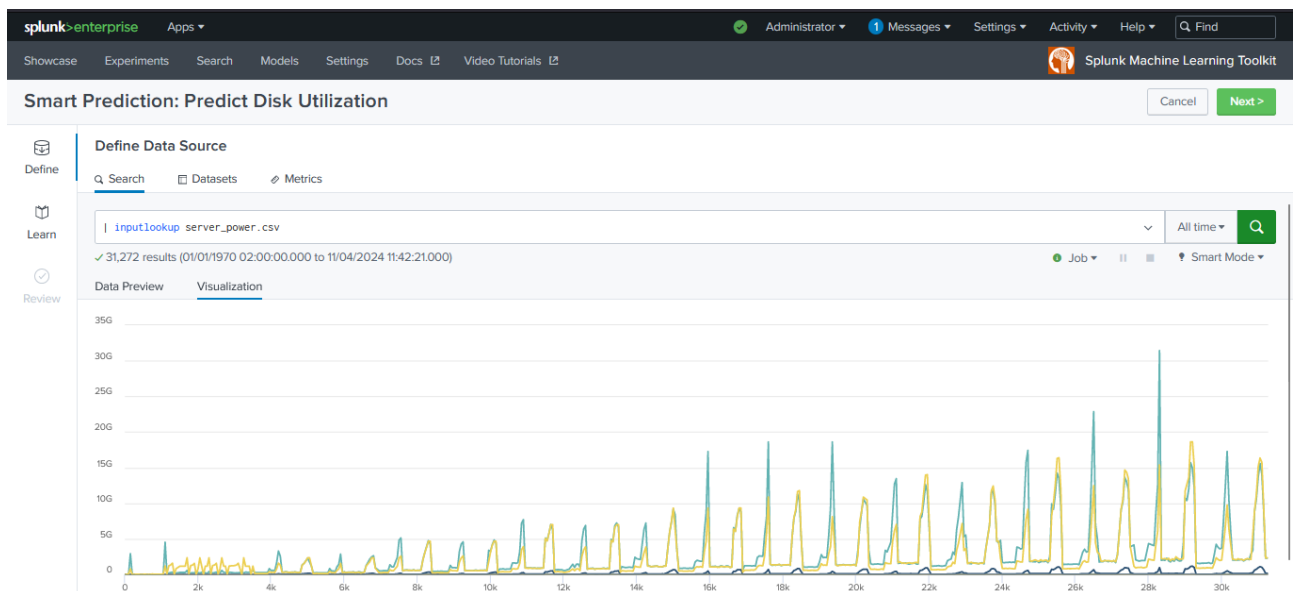 splunk>enterprise Apps Administrator 1 Messages Settings Activity Help Find
Showcase Experiments Search Models Settings Docs Video Tutorials Splunk Machine Learning Toolkit
Smart Prediction: Predict Disk Utilization Cancel Next >
Define
Learn
Review
Define Data Source
Search Datasets Metrics
| inputlookup server_power.csv All time
31,272 results (01/01/1970 02:00:00.000 to 11/04/2024 11:42:21.000) Job Smart Mode
Data Preview Visualization
35G
30G
25G
20G
15G
10G
5G
0
0 2k 4k 6k 8k 10k 12k 14k 16k 18k 20k 22k 24k 26k 28k 30k